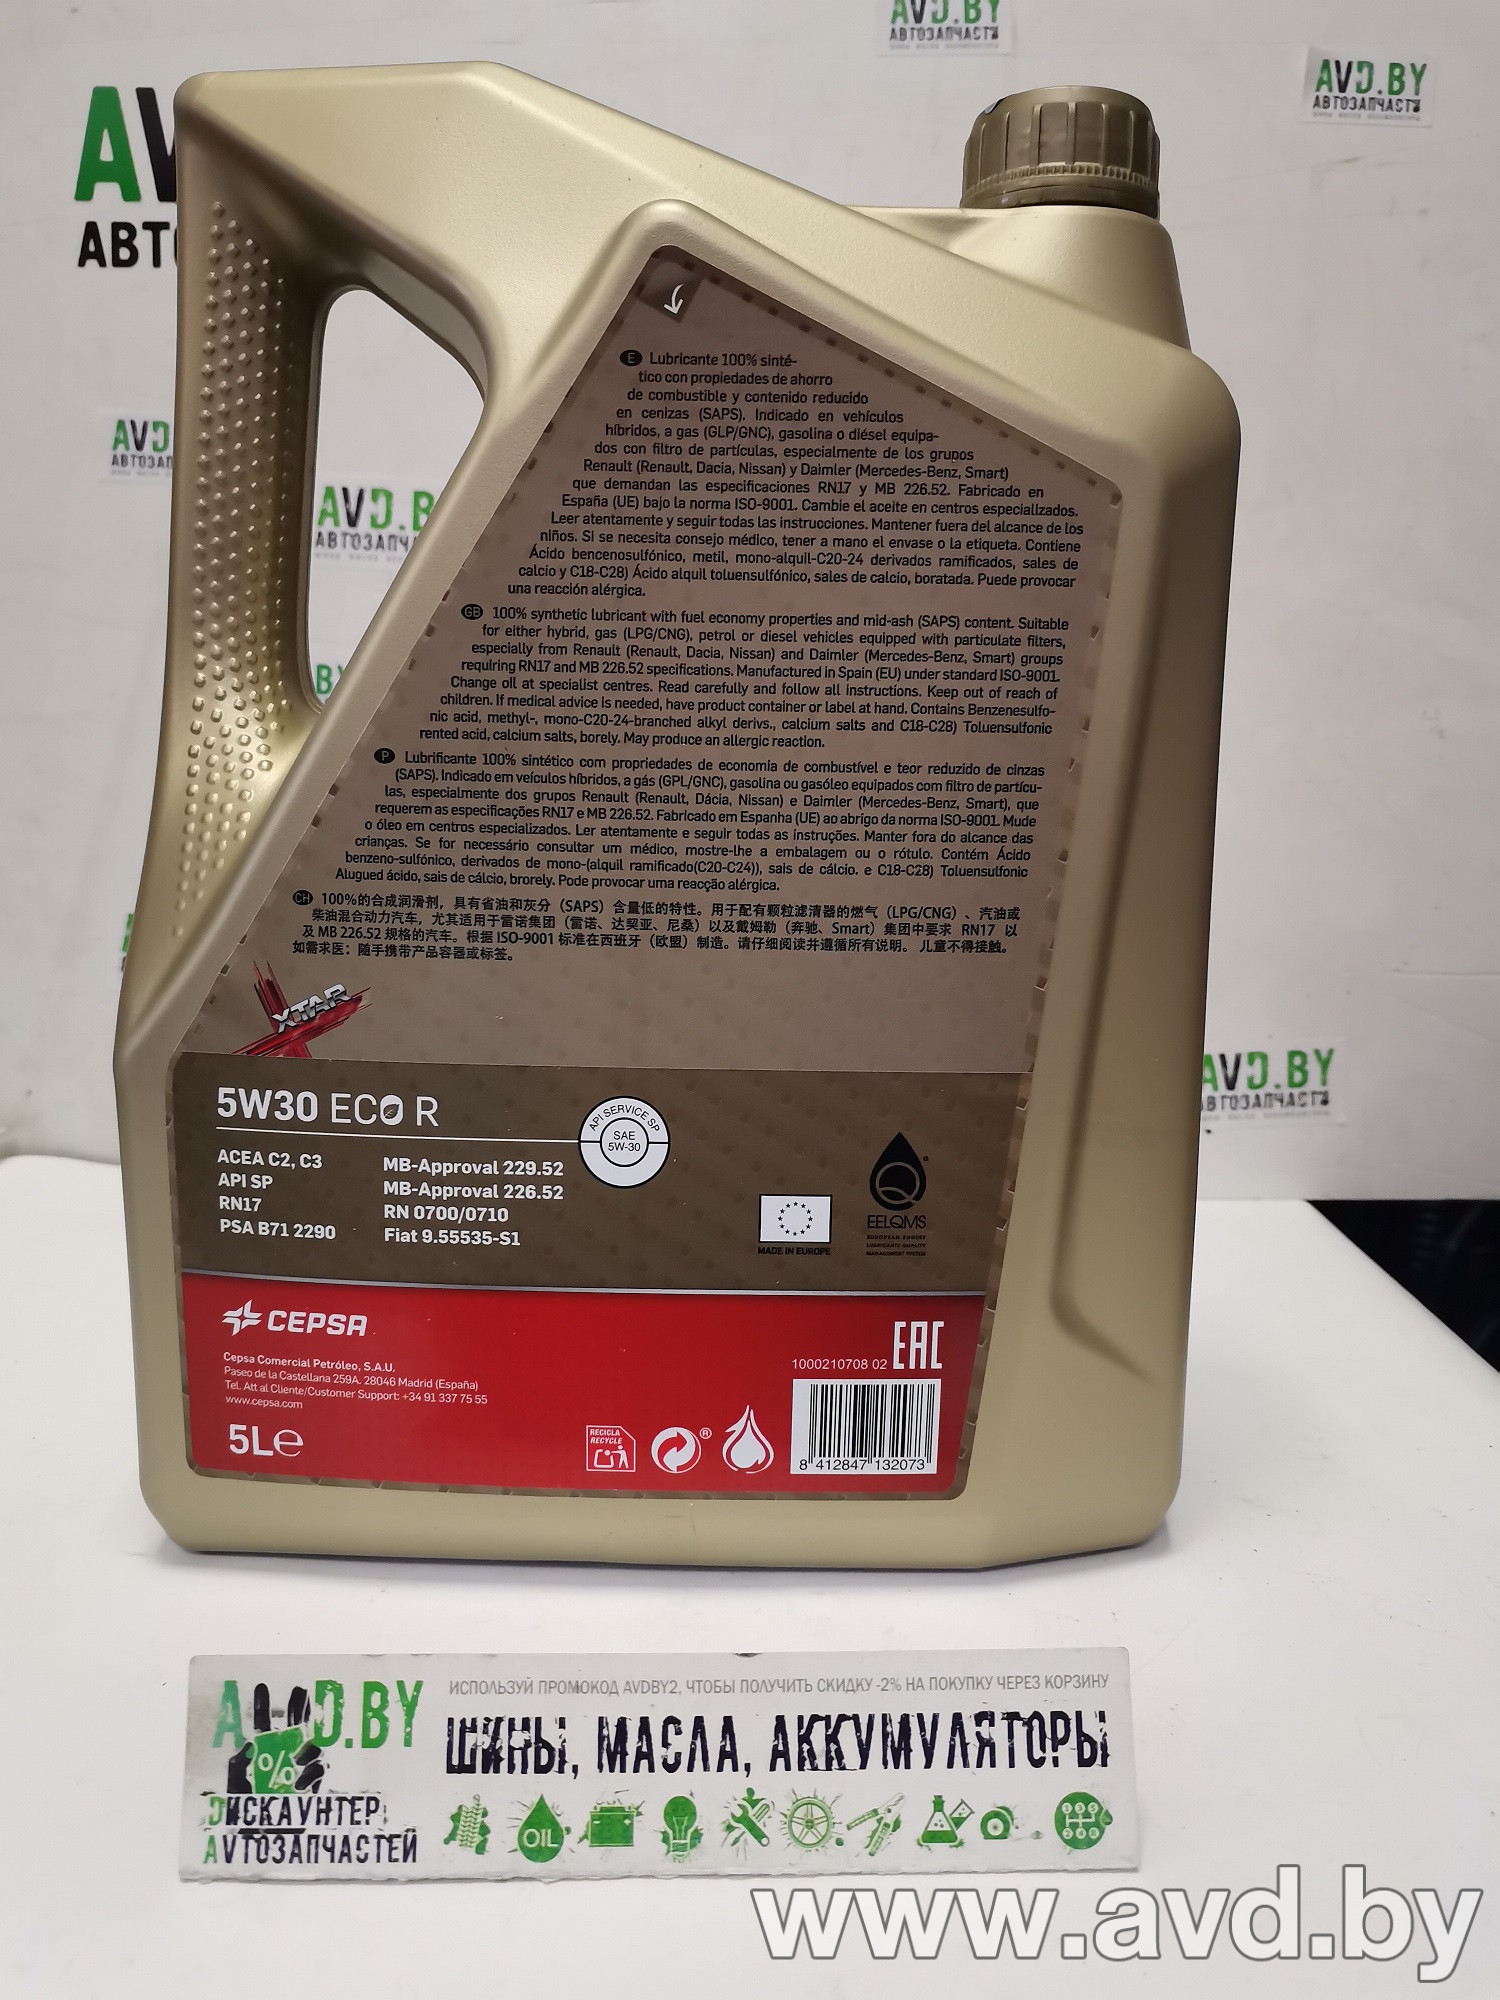 AVD.BY
АВТОЗАПЧАСТИ
AVD.BY
АВТОЗАПЧАСТИ
E Lubricante 100% sinté-
tico con propiedades de ahorro
de combustible y contenido reducido
en cenizas (SAPS). Indicado en vehículos
híbridos, a gas (GLP/GNC), gasolina o diésel equipa-
dos con filtro de partículas, especialmente de los grupos
Renault (Renault, Dacia, Nissan) y Daimler (Mercedes-Benz, Smart)
que demandan las especificaciones RN17 y MB 226.52. Fabricado en
España (UE) bajo la norma ISO-9001. Cambie el aceite en centros especializados.
Leer atentamente y seguir todas las instrucciones. Mantener fuera del alcance de los
niños. Si se necesita consejo médico, tener a mano el envase o la etiqueta. Contiene
Ácido bencenosulfónico, metil, mono-alquil-C20-24 derivados ramificados, sales de
calcio y C18-C28) Ácido alquil toluensulfónico, sales de calcio, boratada. Puede provocar
una reacción alérgica.
GB 100% synthetic lubricant with fuel economy properties and mid-ash (SAPS) content. Suitable
for either hybrid, gas (LPG/CNG), petrol or diesel vehicles equipped with particulate filters,
especially from Renault (Renault, Dacia, Nissan) and Daimler (Mercedes-Benz, Smart) groups
requiring RN17 and MB 226.52 specifications. Manufactured in Spain (EU) under standard ISO-9001.
Change oil at specialist centres. Read carefully and follow all instructions. Keep out of reach of
children. If medical advice is needed, have product container or label at hand. Contains Benzenesulfo-
nic acid, methyl-, mono-C20-24-branched alkyl derivs., calcium salts and C18-C28) Toluensulfonic
rented acid, calcium salts, borely. May produce an allergic reaction.
P Lubrificante 100% sintético com propriedades de economia de combustível e teor reduzido de cinzas
(SAPS). Indicado em veículos híbridos, a gás (GPL/GNC), gasolina ou gasóleo equipados com filtro de partícu-
las, especialmente dos grupos Renault (Renault, Dácia, Nissan) e Daimler (Mercedes-Benz, Smart), que
requerem as especificações RN17 e MB 226.52. Fabricado em Espanha (UE) ao abrigo da norma ISO-9001. Mude
o óleo em centros especializados. Ler atentamente e seguir todas as instruções. Manter fora do alcance das
crianças. Se for necessário consultar um médico, mostre-lhe a embalagem ou o rótulo. Contém Ácido
benzeno-sulfónico, derivados de mono-(alquil ramificado(C20-C24)), sais de cálcio. e C18-C28) Toluensulfonic
Alugued ácido, sais de cálcio, brorely. Pode provocar uma reacção alérgica.
CH 100%的合成润滑剂，具有省油和灰分（SAPS）含量低的特性。用于配有颗粒滤清器的燃气（LPG/CNG）、汽油或
柴油混合动力汽车，尤其适用于雷诺集团（雷诺、达契亚、尼桑）以及戴姆勒（奔驰、Smart）集团中要求 RN17 以
及 MB 226.52 规格的汽车。根据 ISO-9001 标准在西班牙（欧盟）制造。请仔细阅读并遵循所有说明。 儿童不得接触。
如需求医：随手携带产品容器或标签。
XTAR
5W30 ECO R
API SERVICE SP
SAE
5W-30
ACEA C2, C3
API SP
RN17
PSA B71 2290
MB-Approval 229.52
MB-Approval 226.52
RN 0700/0710
Fiat 9.55535-S1
MADE IN EUROPE
EELQMS
EUROPEAN ENGINE
LUBRICANTS QUALITY
MANAGEMENT SYSTEM
CEPSA
Cepsa Comercial Petróleo, S.A.U.
Paseo de la Castellana 259A. 28046 Madrid (España)
Tel. Att al Cliente/Customer Support: +34 91 337 75 55
www.cepsa.com
5L℮
RECICLA
RECYCLE
®
1000210708 02
EAC
8 412847 132073
AVD.BY
АВТОЗАПЧАСТИ
AVD.BY
%
DИСКАУНТЕР
АVТОЗАПЧАСТЕЙ
ИСПОЛЬЗУЙ ПРОМОКОД AVDBY2, ЧТОБЫ ПОЛУЧИТЬ СКИДКУ -2% НА ПОКУПКУ ЧЕРЕЗ КОРЗИНУ
ШИНЫ, МАСЛА, АККУМУЛЯТОРЫ
OIL
1 3 5
2 4 R
www.avd.by